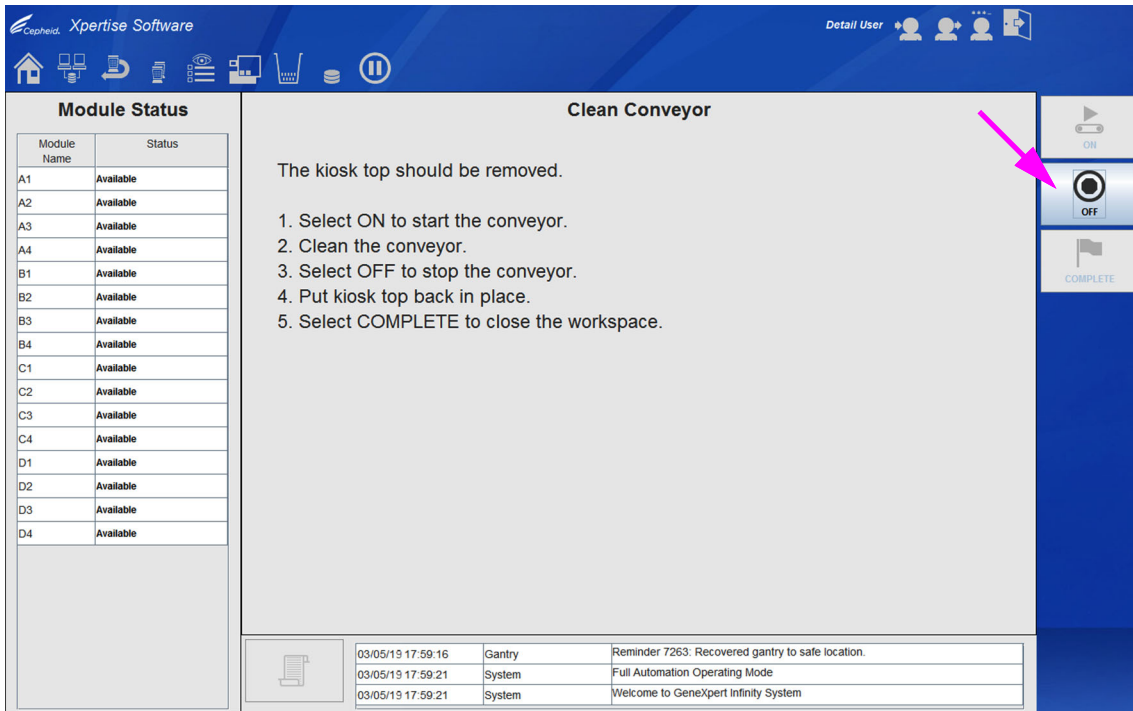 Cepheid. Xpertise Software
Detail User
Module Status
Module Name Status
A1 Available
A2 Available
A3 Available
A4 Available
B1 Available
B2 Available
B3 Available
B4 Available
C1 Available
C2 Available
C3 Available
C4 Available
D1 Available
D2 Available
D3 Available
D4 Available
Clean Conveyor
The kiosk top should be removed.
1. Select ON to start the conveyor.
2. Clean the conveyor.
3. Select OFF to stop the conveyor.
4. Put kiosk top back in place.
5. Select COMPLETE to close the workspace.
03/05/19 17:59:16 Gantry Reminder 7263: Recovered gantry to safe location.
03/05/19 17:59:21 System Full Automation Operating Mode
03/05/19 17:59:21 System Welcome to GeneXpert Infinity System
ON
OFF
COMPLETE